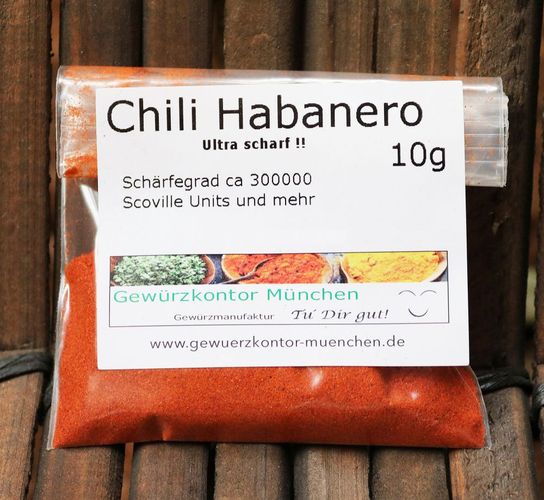 Chili Habanero
Ultra scharf !!
10g
Schärfegrad ca 300000
Scoville Units und mehr
Gewürzkontor München
Gewürzmanufaktur Tu Dir gut!
www.gewuerzkontor-muenchen.de